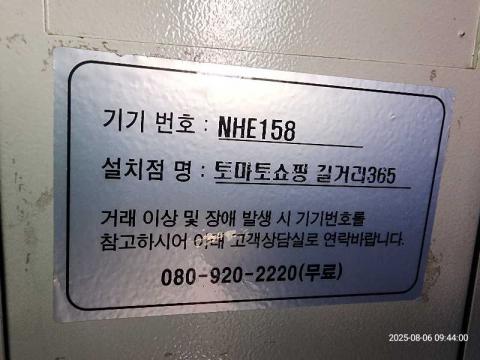 기기 번호 : NHE158
설치점 명 : 토마토쇼핑 길거리365
거래 이상 및 장애 발생 시 기기번호를
참고하시어 아래 고객상담실로 연락바랍니다.
080-920-2220(무료)
2025-08-06 09:44:00